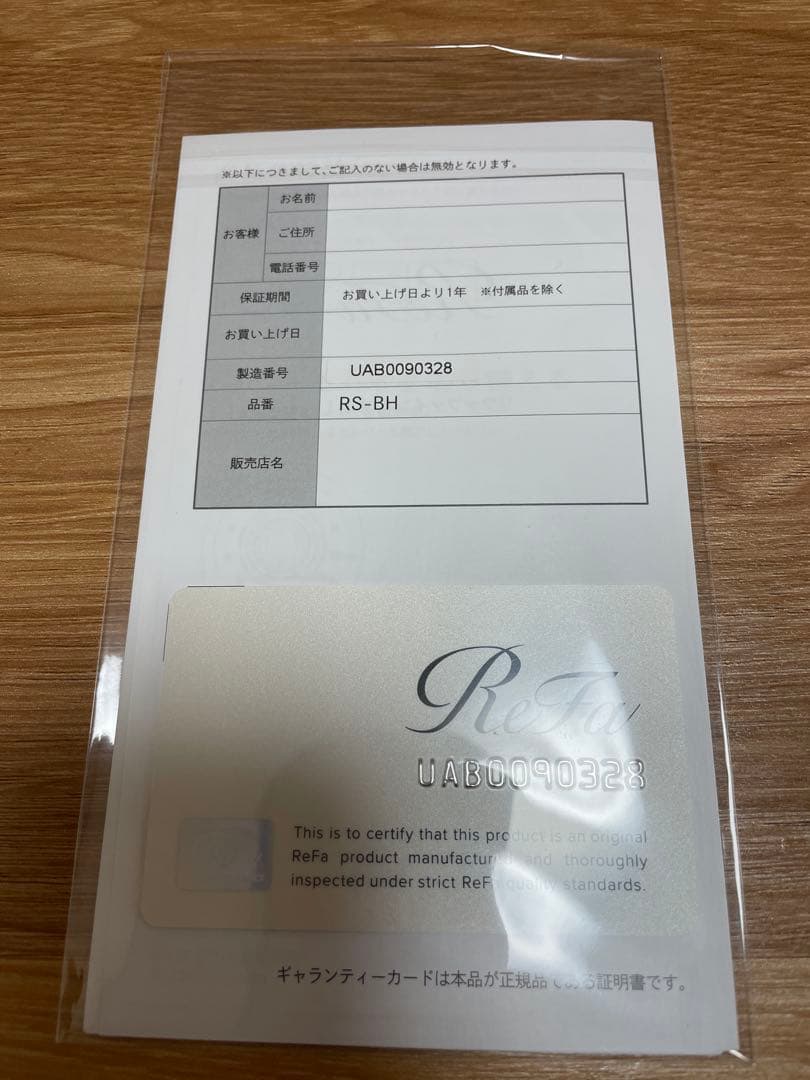 ※以下につきまして、ご記入のない場合は無効となります。
お客様
お名前
ご住所
電話番号
保証期間 お買い上げ日より1年 ※付属品を除く
お買い上げ日
製造番号 UAB0090328
品番 RS-BH
販売店名
ReFa
UAB0090328
This is to certify that this product is an original
ReFa product manufactured and thoroughly
inspected under strict ReFa quality standards.
ギャランティーカードは本品が正規品である証明書です。